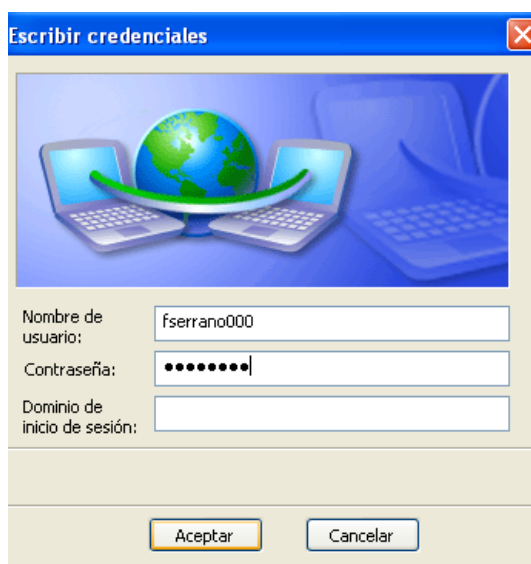 Escribir credenciales
Nombre de
usuario:
fserrano000
Contraseña:
••••••••
Dominio de
inicio de sesión:
Aceptar
Cancelar